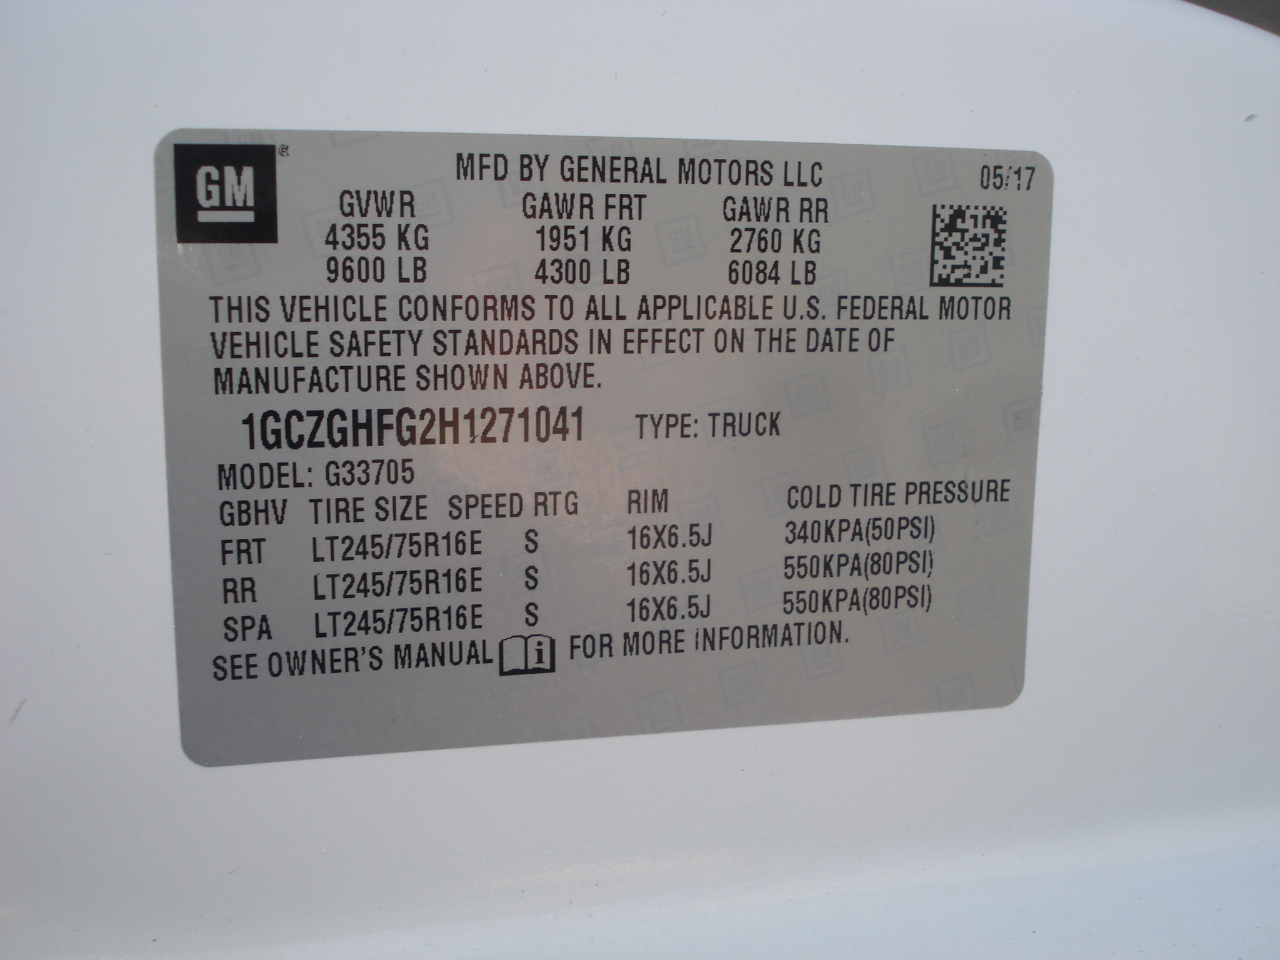 GM®
MFD BY GENERAL MOTORS LLC 05/17
GVWR GAWR FRT GAWR RR
4355 KG 1951 KG 2760 KG
9600 LB 4300 LB 6084 LB
THIS VEHICLE CONFORMS TO ALL APPLICABLE U.S. FEDERAL MOTOR
VEHICLE SAFETY STANDARDS IN EFFECT ON THE DATE OF
MANUFACTURE SHOWN ABOVE.
1GCZGHFG2H1271041 TYPE: TRUCK
MODEL: G33705
GBHV TIRE SIZE SPEED RTG RIM COLD TIRE PRESSURE
FRT LT245/75R16E S 16X6.5J 340KPA(50PSI)
RR LT245/75R16E S 16X6.5J 550KPA(80PSI)
SPA LT245/75R16E S 16X6.5J 550KPA(80PSI)
SEE OWNER'S MANUAL i FOR MORE INFORMATION.